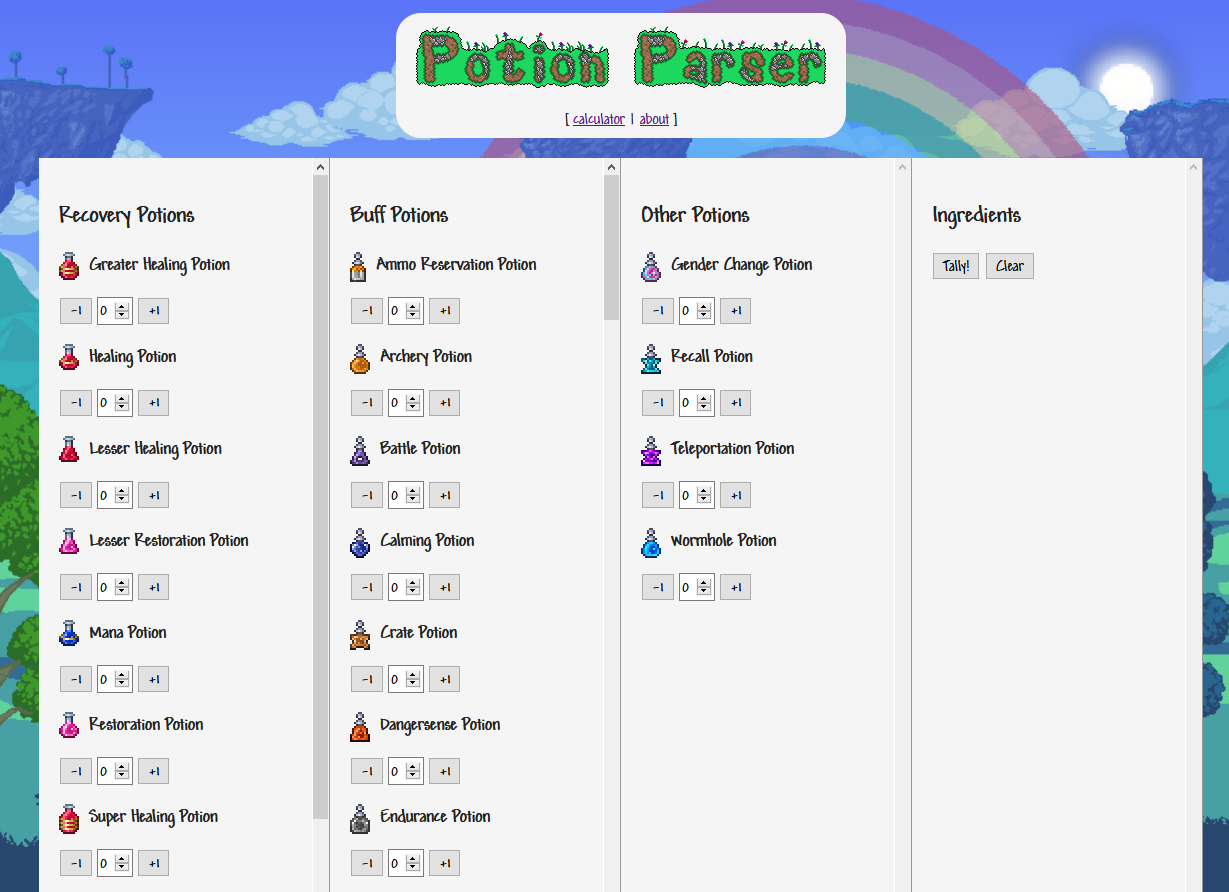 Potion Parser
[ calculator | about ]
Recovery Potions
Greater Healing Potion
-1 0 +1
Healing Potion
-1 0 +1
Lesser Healing Potion
-1 0 +1
Lesser Restoration Potion
-1 0 +1
Mana Potion
-1 0 +1
Restoration Potion
-1 0 +1
Super Healing Potion
-1 0 +1
Buff Potions
Ammo Reservation Potion
-1 0 +1
Archery Potion
-1 0 +1
Battle Potion
-1 0 +1
Calming Potion
-1 0 +1
Crate Potion
-1 0 +1
Dangersense Potion
-1 0 +1
Endurance Potion
-1 0 +1
Other Potions
Gender Change Potion
-1 0 +1
Recall Potion
-1 0 +1
Teleportation Potion
-1 0 +1
Wormhole Potion
-1 0 +1
Ingredients
Tally! Clear